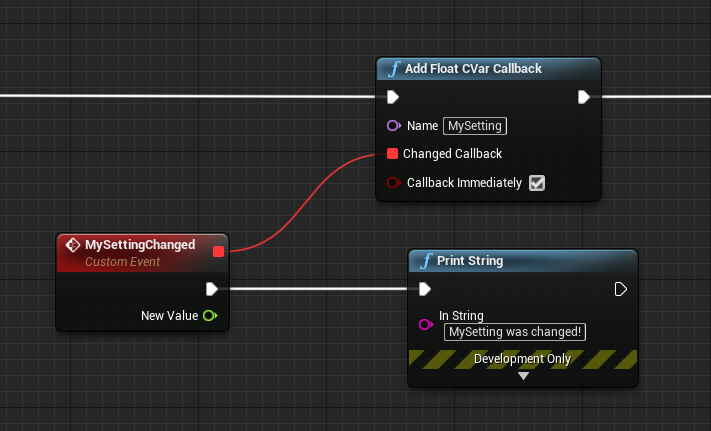 f Add Float CVar Callback
Name MySetting
Changed Callback
Callback Immediately
MySettingChanged
Custom Event
New Value
f Print String
In String
MySetting was changed!
Development Only